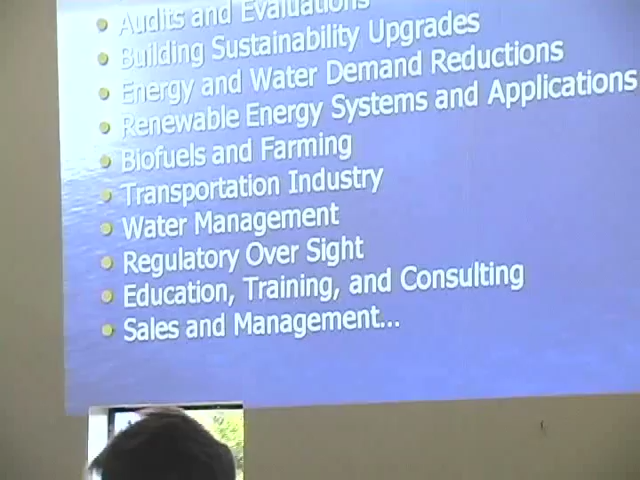 Audits and Evaluations
Building Sustainability Upgrades
Energy and Water Demand Reductions
Renewable Energy Systems and Applications
Biofuels and Farming
Transportation Industry
Water Management
Regulatory Over Sight
Education, Training, and Consulting
Sales and Management...